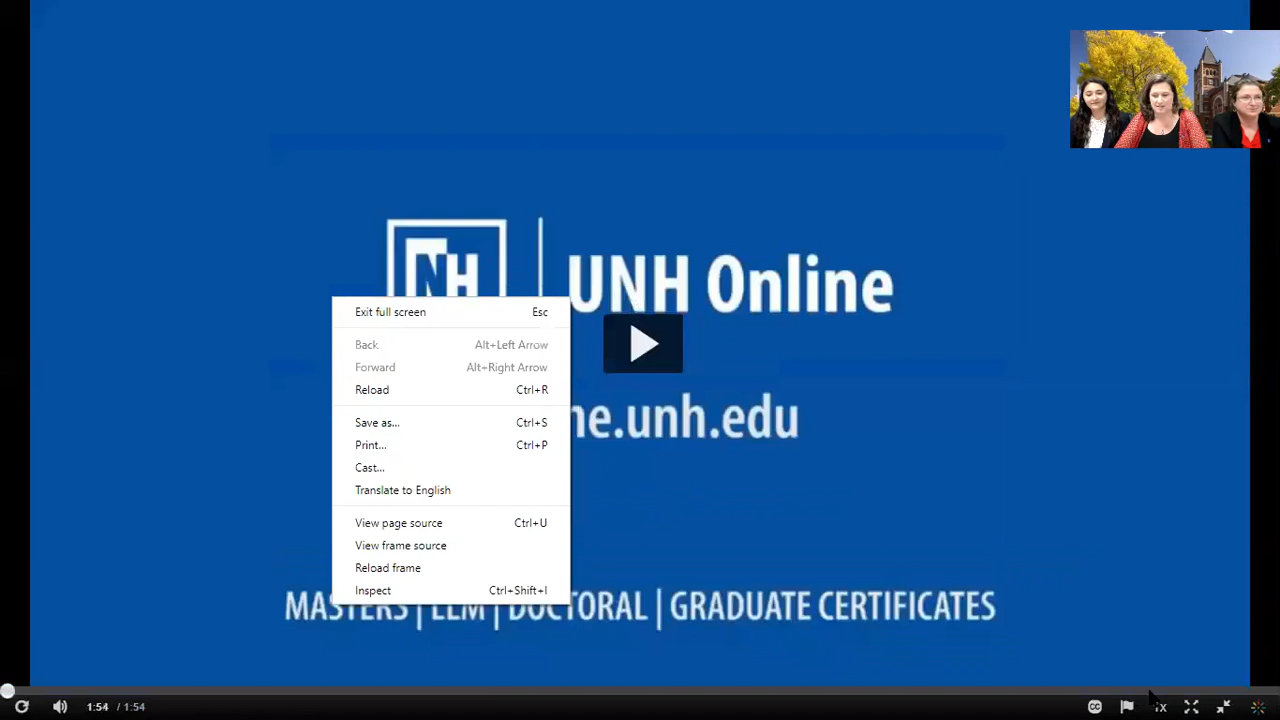 NH
UNH Online
Exit full screen Esc
Back Alt+Left Arrow
Forward Alt+Right Arrow
Reload Ctrl+R
Save as... Ctrl+S
Print... Ctrl+P
ne.unh.edu
Cast...
Translate to English
View page source Ctrl+U
View frame source
Reload frame
Inspect Ctrl+Shift+I
MASTERS | LLM | DOCTORAL | GRADUATE CERTIFICATES
1:54 / 1:54
CC
1x